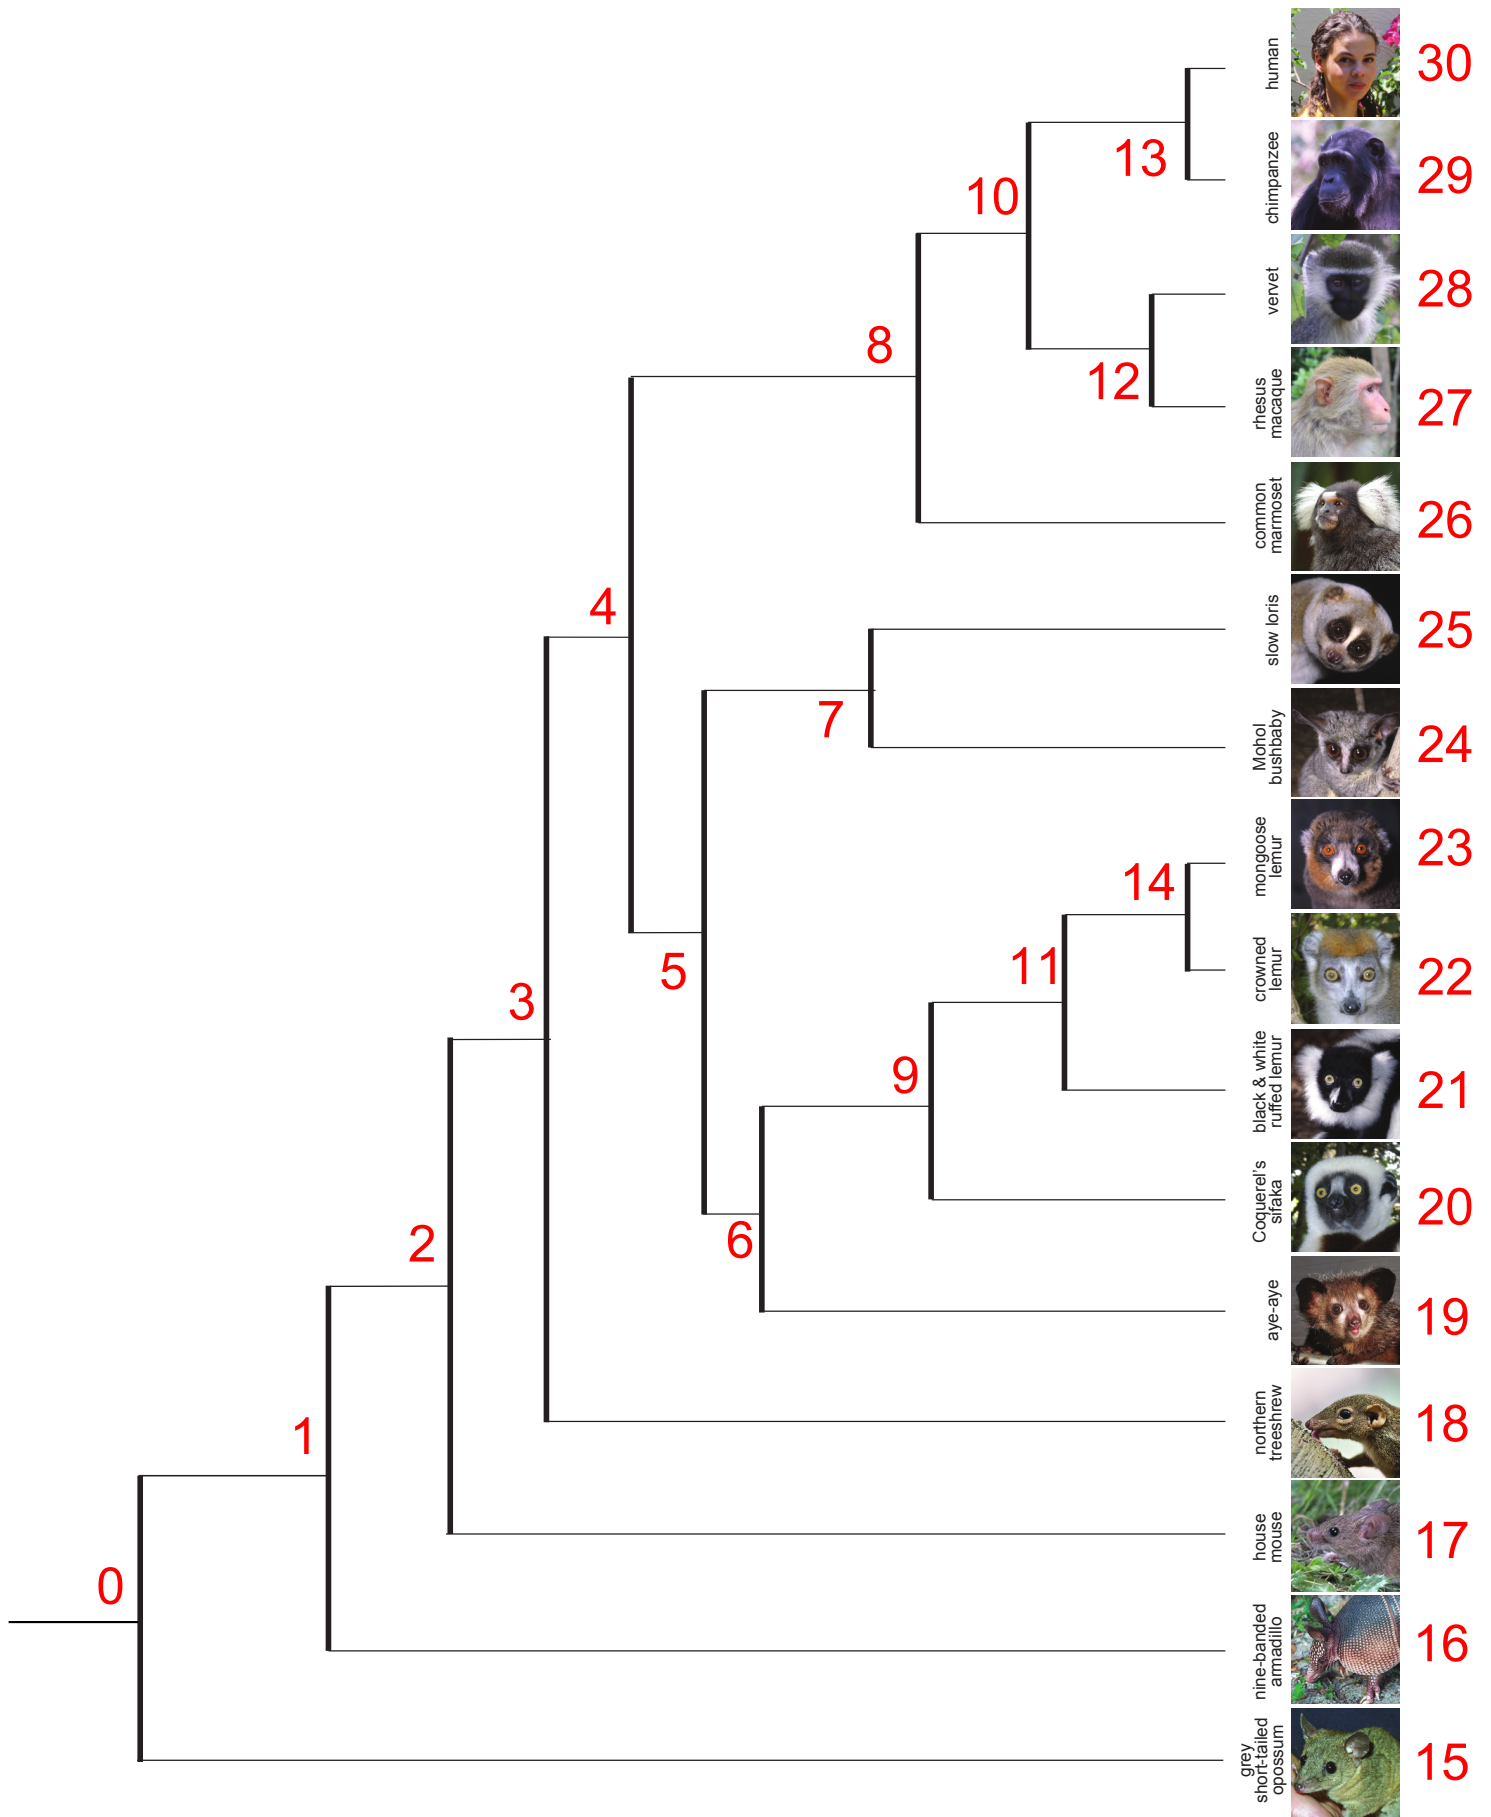 human
30
chimpanzee
29
13
10
vervet
28
8
12
rhesus
macaque
27
common
marmoset
26
4
slow loris
25
7
Mohol
bushbaby
24
mongoose
lemur
23
14
crowned
lemur
22
11
5
3
black & white
ruffed lemur
21
9
Coquerel's
sifaka
20
6
2
aye-aye
19
northern
treeshrew
18
1
house
mouse
17
0
nine-banded
armadillo
16
grey
short-tailed
opossum
15